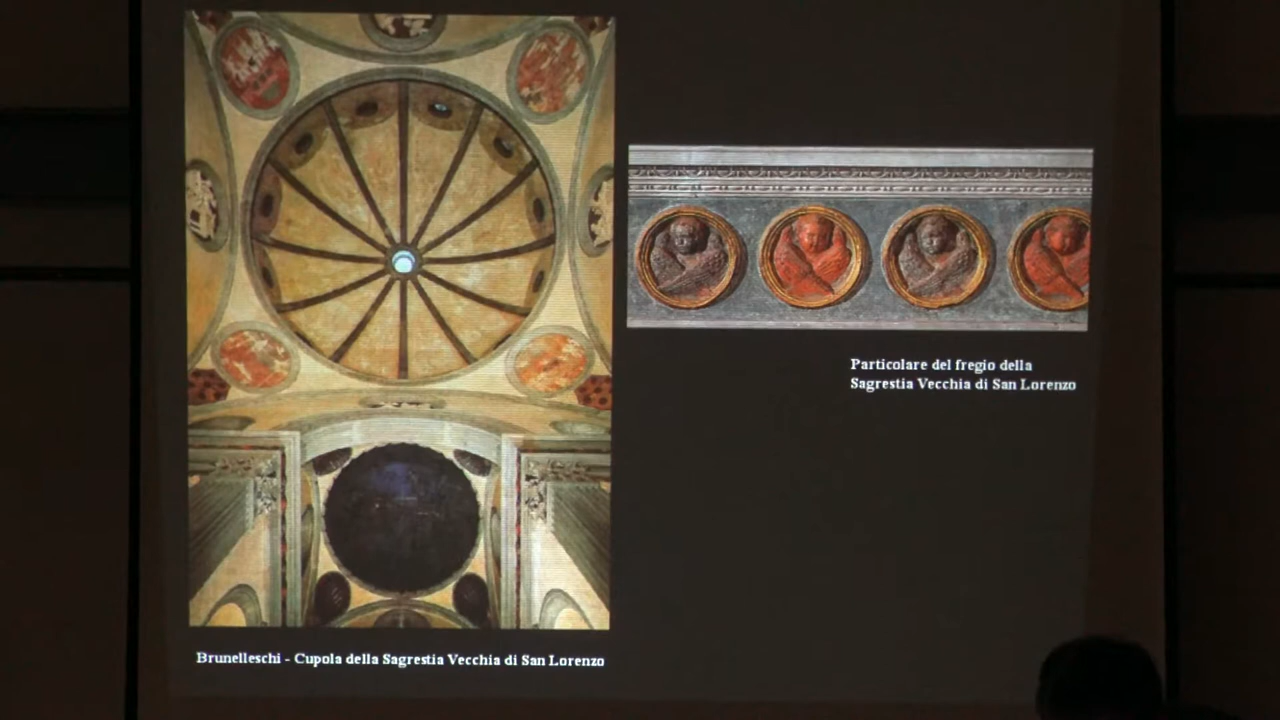 Particolare del fregio della
Sagrestia Vecchia di San Lorenzo
Brunelleschi - Cupola della Sagrestia Vecchia di San Lorenzo